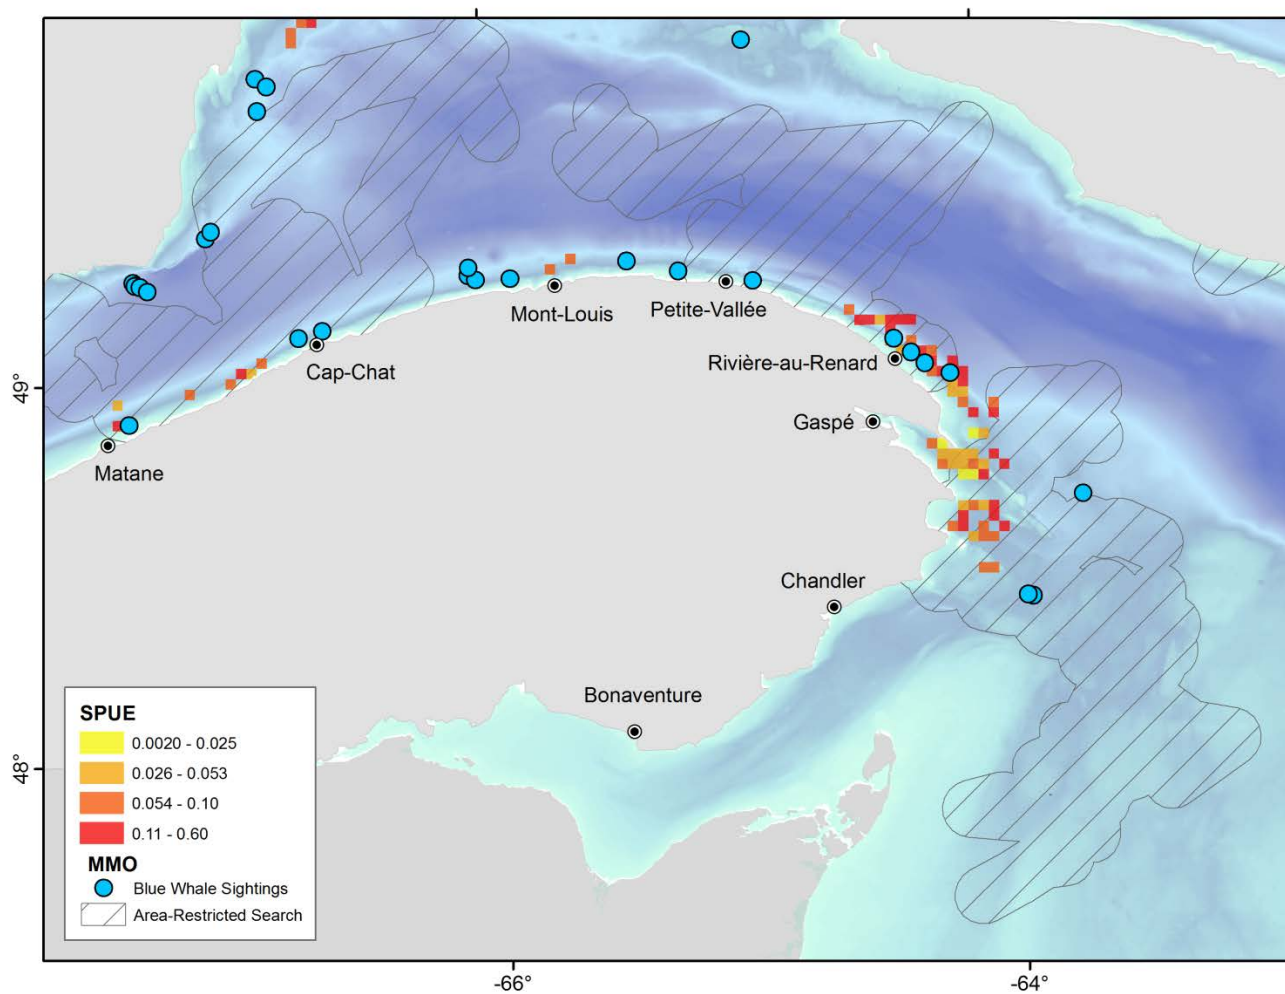 Mont-Louis
Petite-Vallée
Cap-Chat
Rivière-au-Renard
49°
Gaspé
Matane
Chandler
Bonaventure
48°
SPUE
0.0020 - 0.025
0.026 - 0.053
0.054 - 0.10
0.11 - 0.60
MMO
Blue Whale Sightings
Area-Restricted Search
-66°
-64°